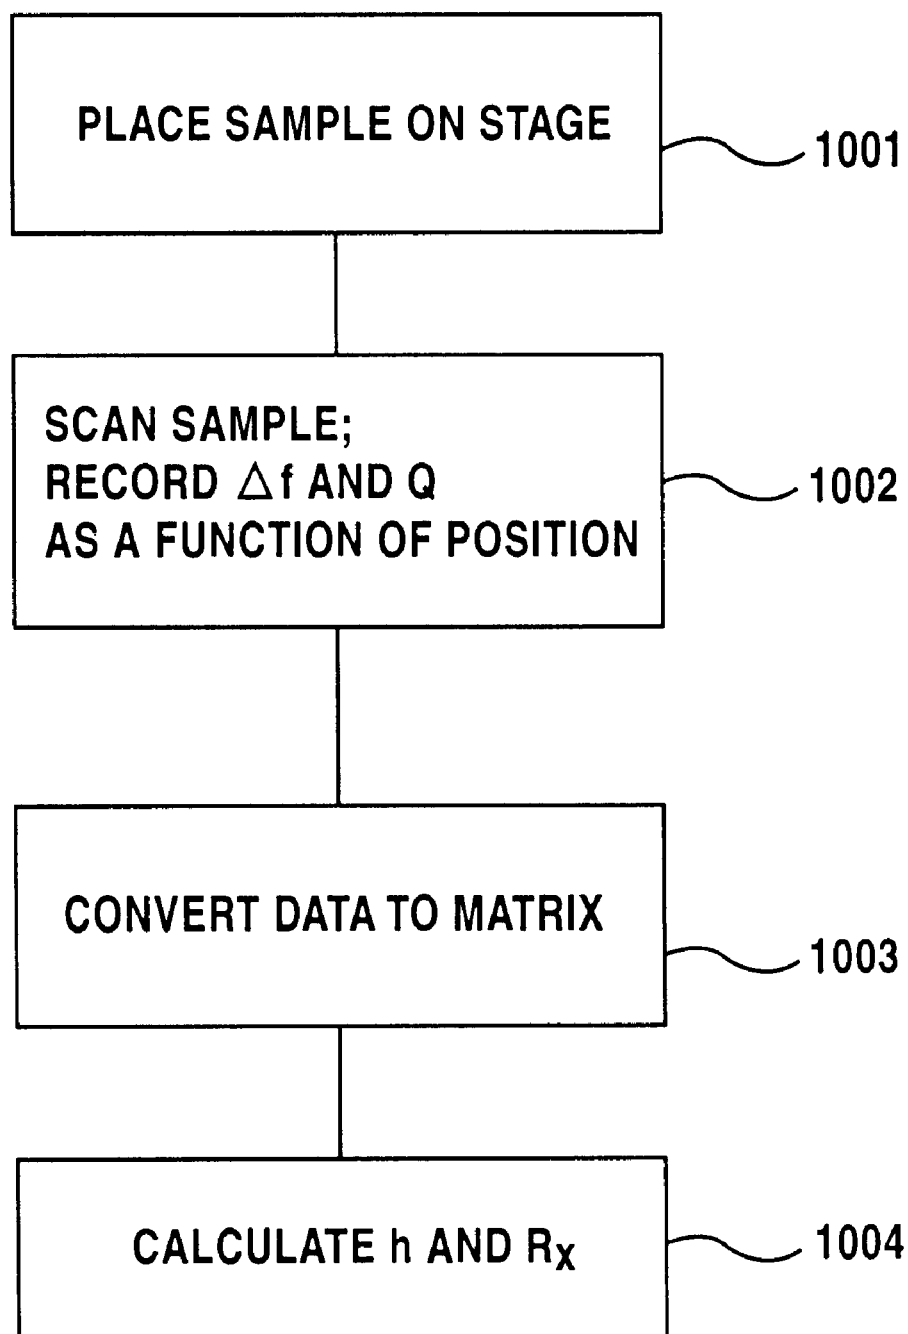 PLACE SAMPLE ON STAGE
1001
SCAN SAMPLE;
RECORD Δf AND Q
AS A FUNCTION OF POSITION
1002
CONVERT DATA TO MATRIX
1003
CALCULATE h AND Rx
1004